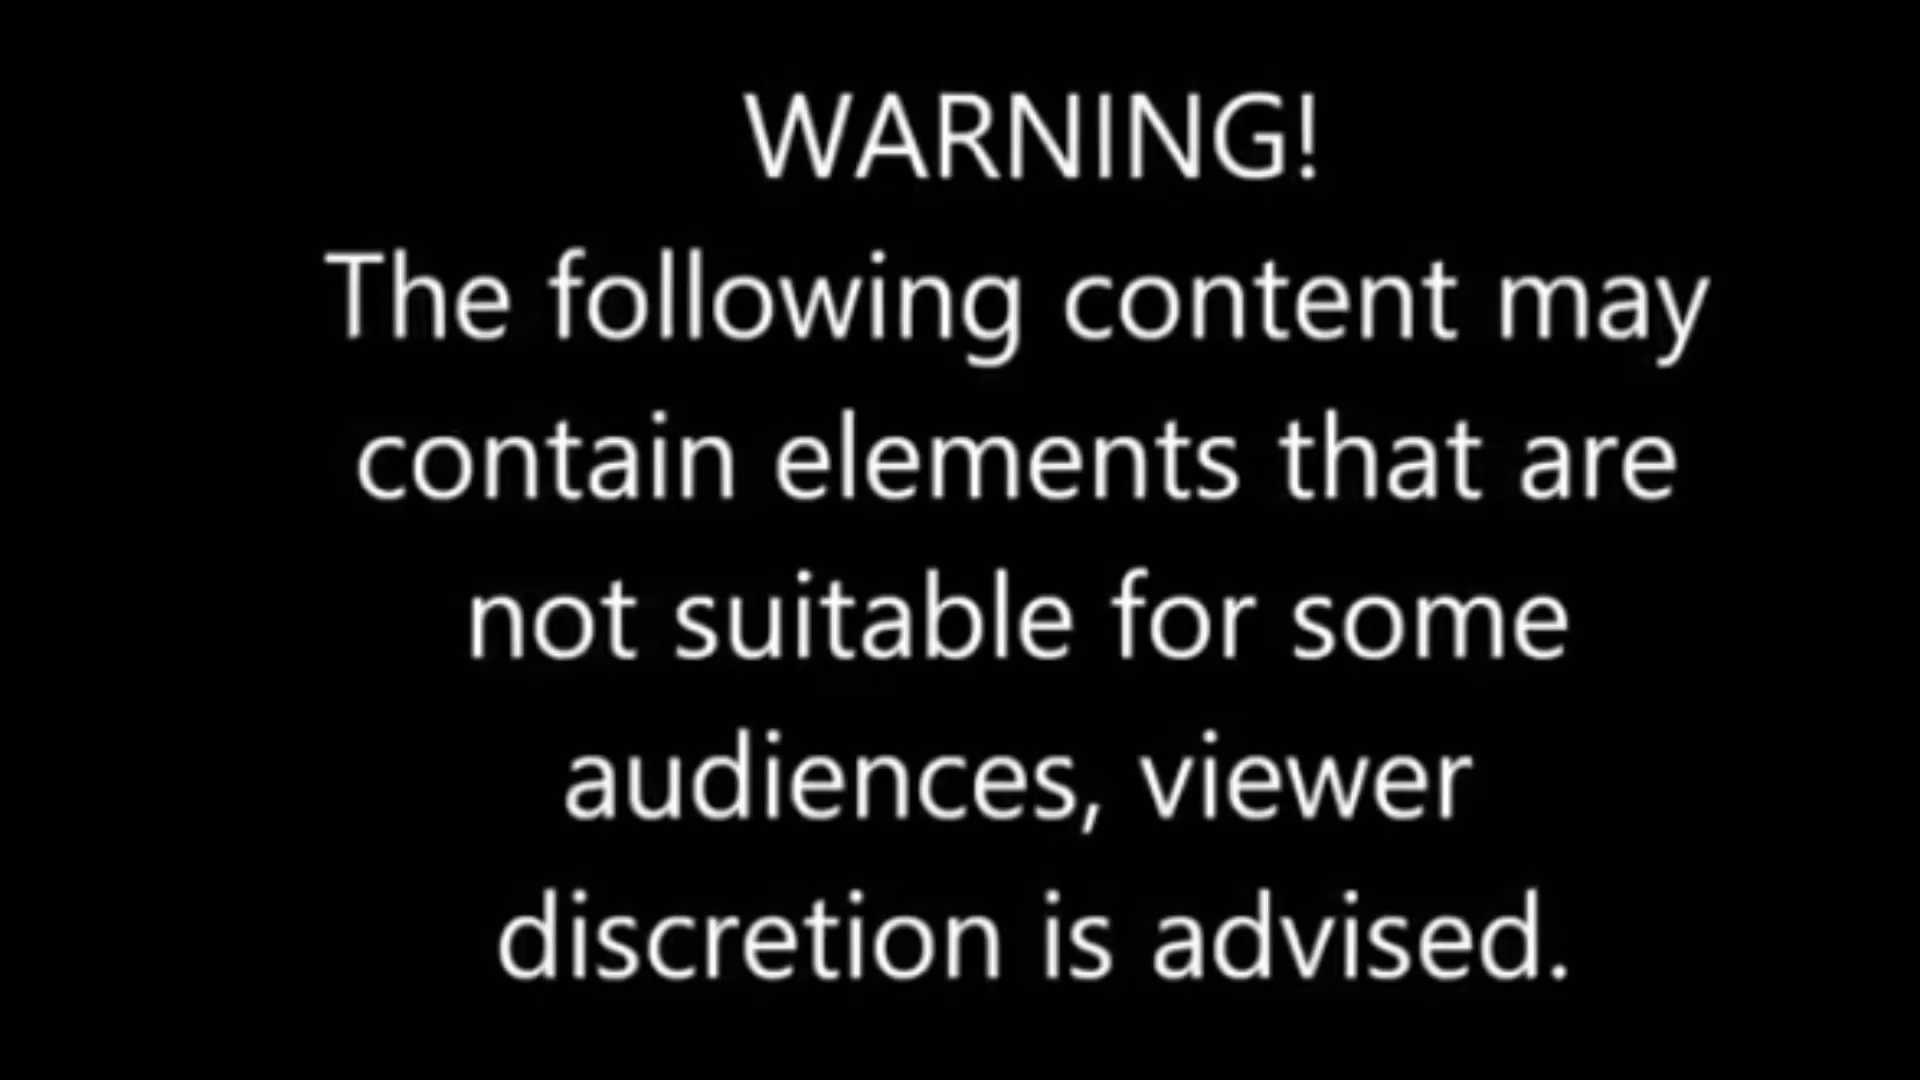 WARNING!
The following content may
contain elements that are
not suitable for some
audiences, viewer
discretion is advised.